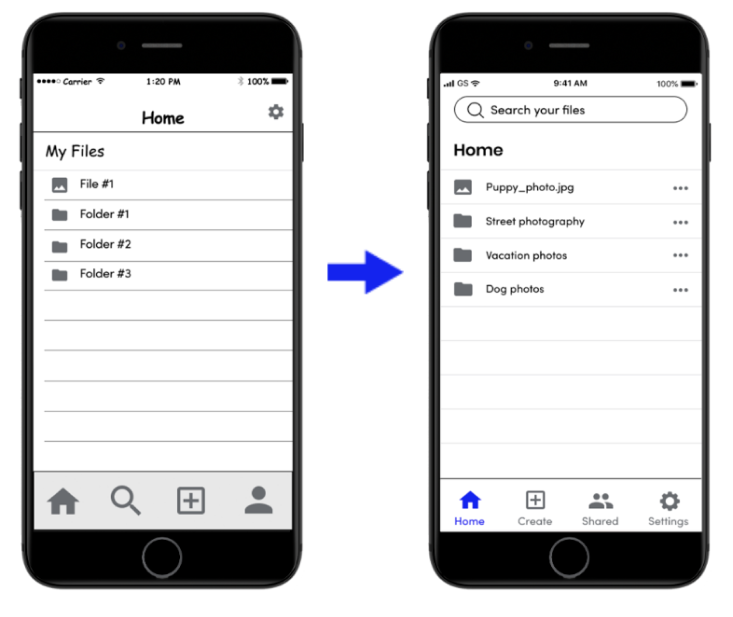 Carrier 1:20 PM 100%
Home
My Files
File #1
Folder #1
Folder #2
Folder #3
GS 9:41 AM 100%
Search your files
Home
Puppy_photo.jpg
Street photography
Vacation photos
Dog photos
Home Create Shared Settings